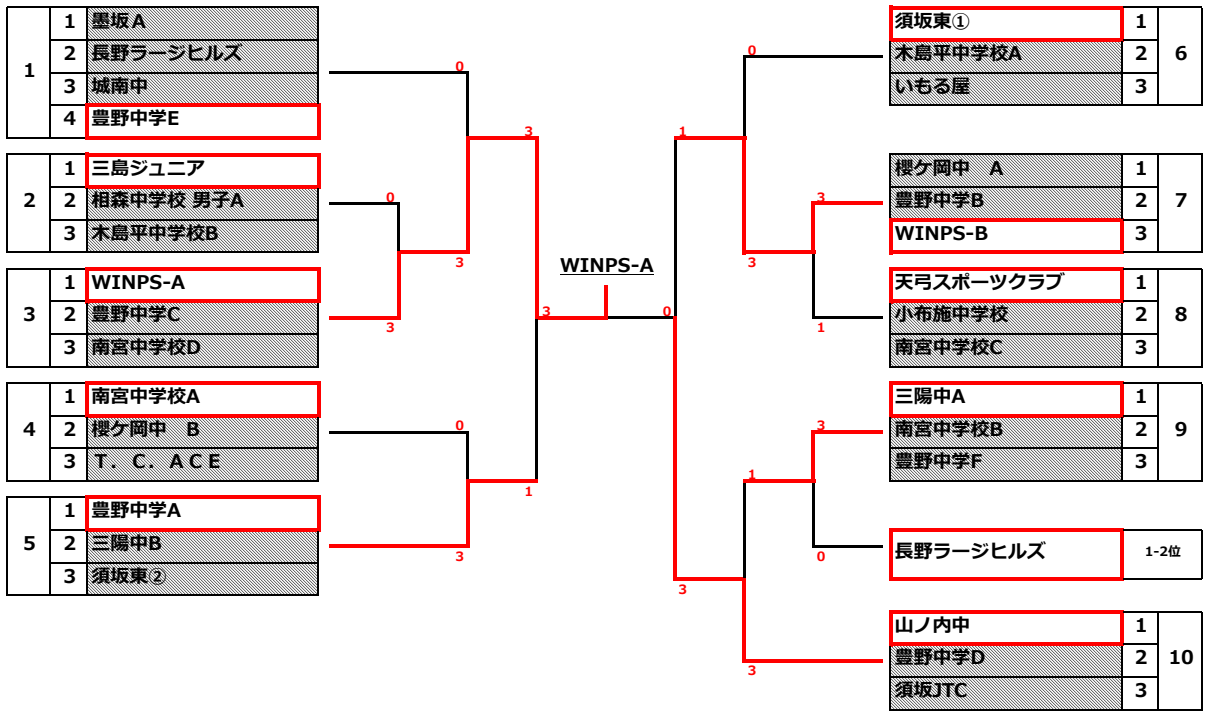 1
1 墨坂A
2 長野ラージヒルズ
3 城南中
4 豊野中学E
2
1 三島ジュニア
2 相森中学校 男子A
3 木島平中学校B
3
1 WINPS-A
2 豊野中学C
3 南宮中学校D
4
1 南宮中学校A
2 櫻ケ岡中　B
3 Ｔ．Ｃ．ＡＣＥ
5
1 豊野中学A
2 三陽中B
3 須坂東②
0
3
0
3
3
0
1
3
WINPS-A
3
0
0
1
3
3
1
3
1
0
3
3
須坂東① 1
木島平中学校A 2
いもる屋 3
6
櫻ケ岡中　A 1
豊野中学B 2
WINPS-B 3
7
天弓スポーツクラブ 1
小布施中学校 2
南宮中学校C 3
8
三陽中A 1
南宮中学校B 2
豊野中学F 3
9
長野ラージヒルズ 1-2位
山ノ内中 1
豊野中学D 2
須坂JTC 3
10